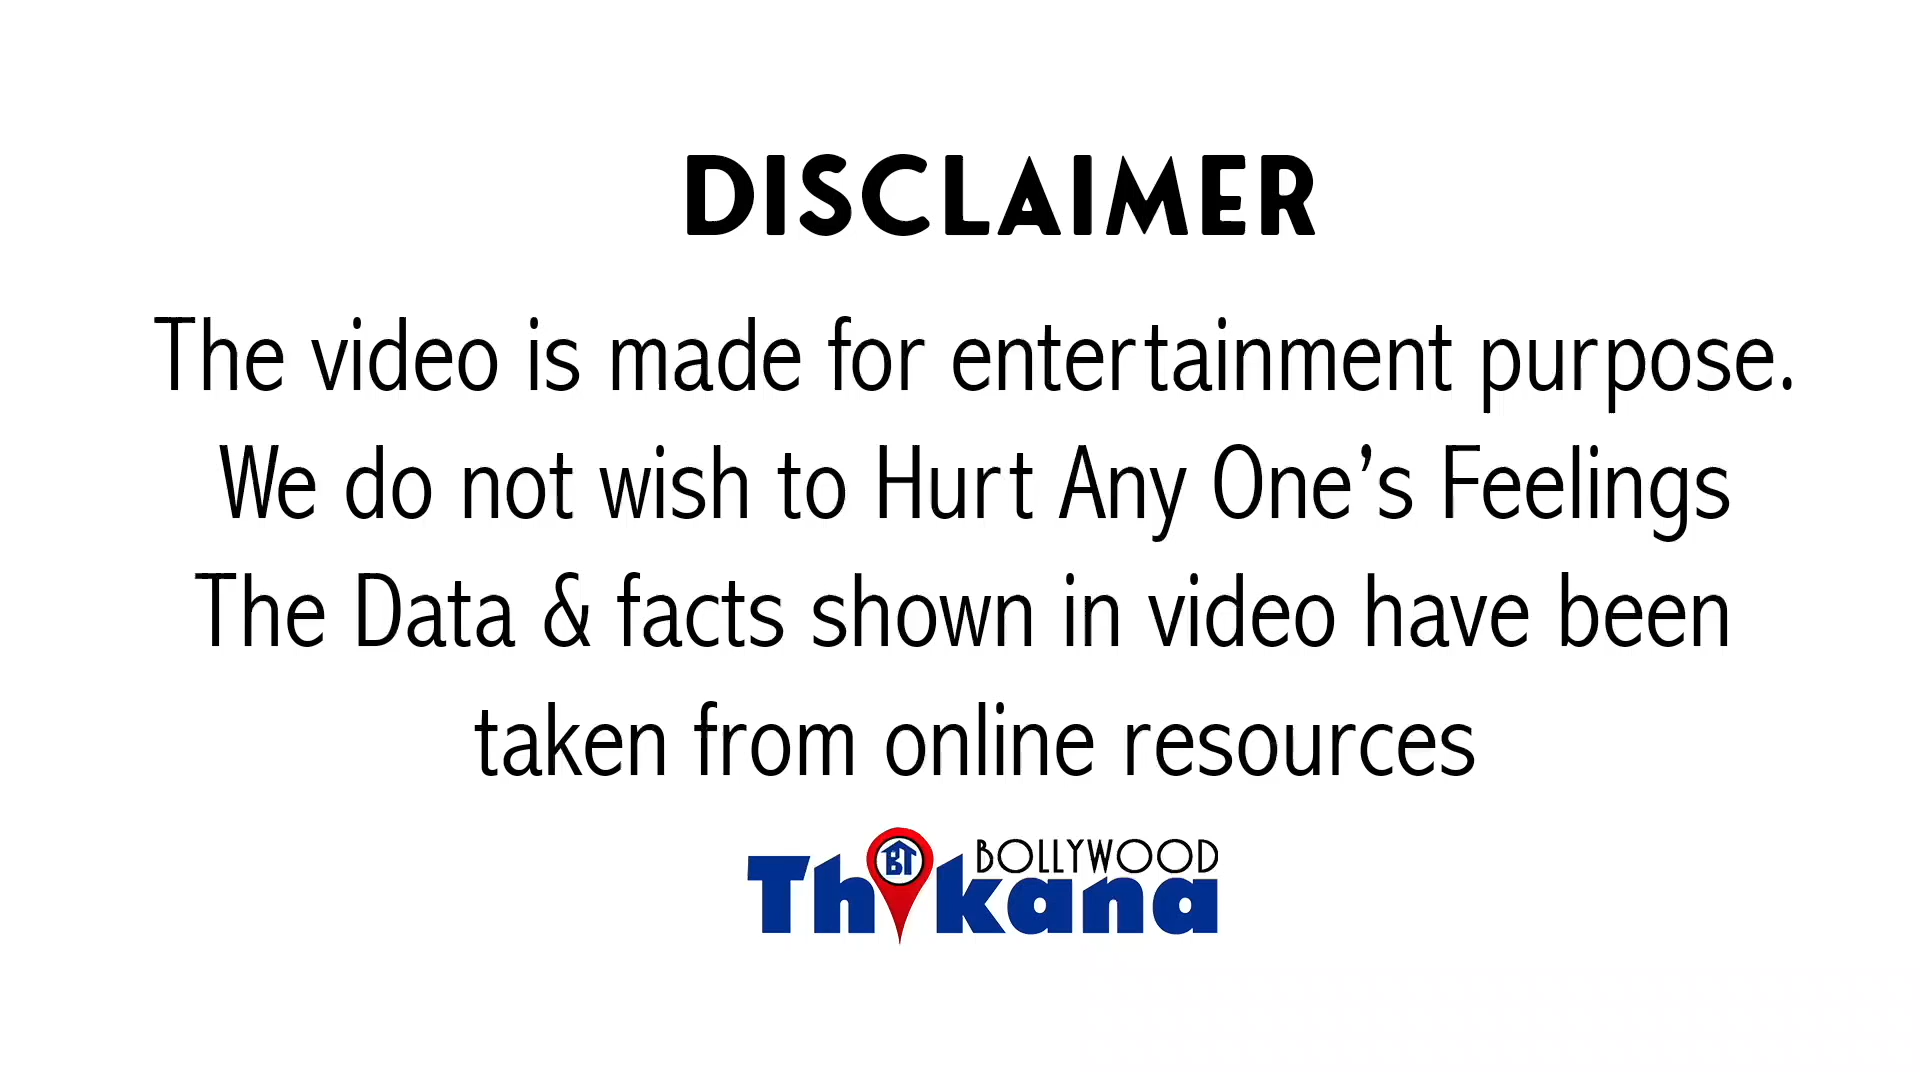 DISCLAIMER
The video is made for entertainment purpose.
We do not wish to Hurt Any One’s Feelings
The Data & facts shown in video have been
taken from online resources
BT
BOLLYWOOD
Thikana